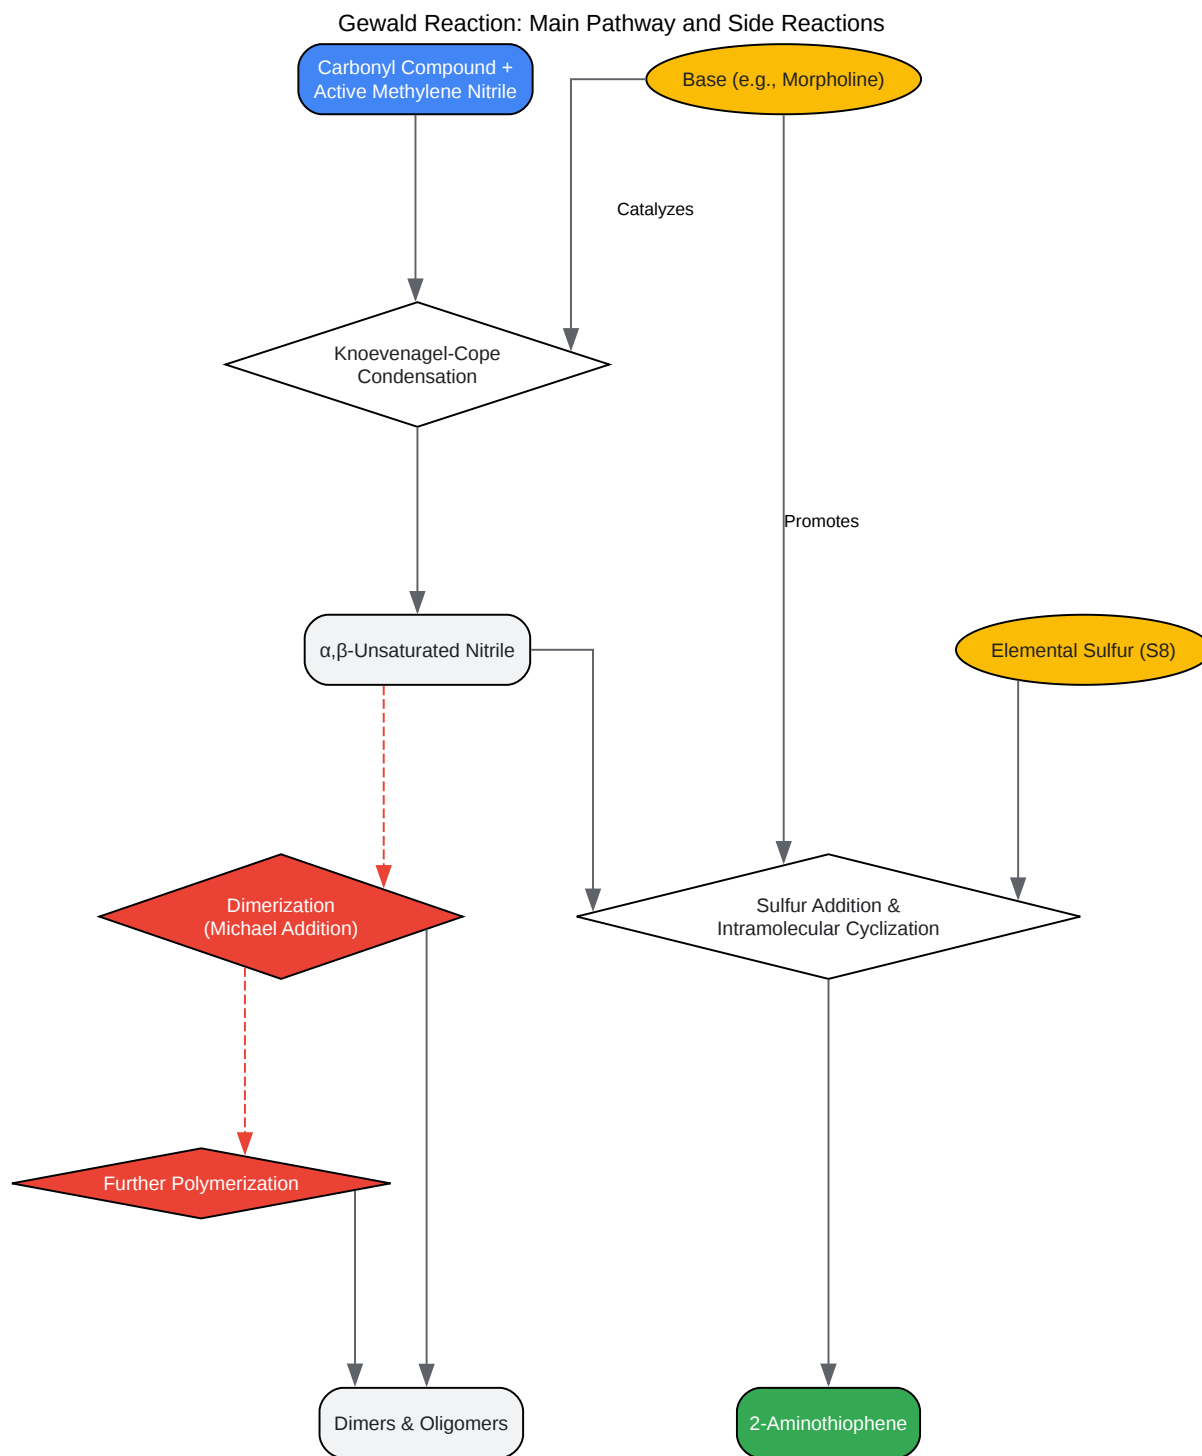 Gewald Reaction: Main Pathway and Side Reactions
Carbonyl Compound +
Active Methylene Nitrile
Base (e.g., Morpholine)
Catalyzes
Knoevenagel-Cope
Condensation
Promotes
α,β-Unsaturated Nitrile
Elemental Sulfur (S8)
Dimerization
(Michael Addition)
Sulfur Addition &
Intramolecular Cyclization
Further Polymerization
Dimers & Oligomers
2-Aminothiophene